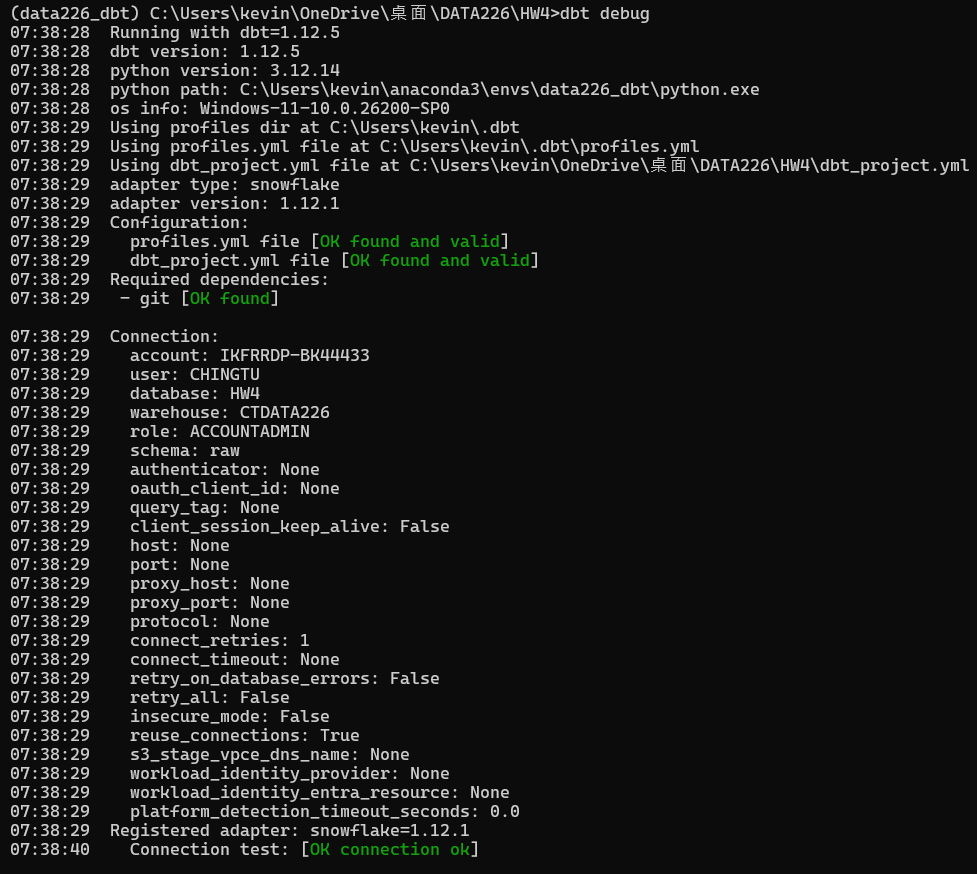 (data226_dbt) C:\Users\kevin\OneDrive\桌面\DATA226\HW4>dbt debug
07:38:28  Running with dbt=1.12.5
07:38:28  dbt version: 1.12.5
07:38:28  python version: 3.12.14
07:38:28  python path: C:\Users\kevin\anaconda3\envs\data226_dbt\python.exe
07:38:28  os info: Windows-11-10.0.26200-SP0
07:38:29  Using profiles dir at C:\Users\kevin\.dbt
07:38:29  Using profiles.yml file at C:\Users\kevin\.dbt\profiles.yml
07:38:29  Using dbt_project.yml file at C:\Users\kevin\OneDrive\桌面\DATA226\HW4\dbt_project.yml
07:38:29  adapter type: snowflake
07:38:29  adapter version: 1.12.1
07:38:29  Configuration:
07:38:29    profiles.yml file [OK found and valid]
07:38:29    dbt_project.yml file [OK found and valid]
07:38:29  Required dependencies:
07:38:29   - git [OK found]

07:38:29  Connection:
07:38:29    account: IKFRRDP-BK44433
07:38:29    user: CHINGTU
07:38:29    database: HW4
07:38:29    warehouse: CTDATA226
07:38:29    role: ACCOUNTADMIN
07:38:29    schema: raw
07:38:29    authenticator: None
07:38:29    oauth_client_id: None
07:38:29    query_tag: None
07:38:29    client_session_keep_alive: False
07:38:29    host: None
07:38:29    port: None
07:38:29    proxy_host: None
07:38:29    proxy_port: None
07:38:29    protocol: None
07:38:29    connect_retries: 1
07:38:29    connect_timeout: None
07:38:29    retry_on_database_errors: False
07:38:29    retry_all: False
07:38:29    insecure_mode: False
07:38:29    reuse_connections: True
07:38:29    s3_stage_vpce_dns_name: None
07:38:29    workload_identity_provider: None
07:38:29    workload_identity_entra_resource: None
07:38:29    platform_detection_timeout_seconds: 0.0
07:38:29  Registered adapter: snowflake=1.12.1
07:38:40    Connection test: [OK connection ok]